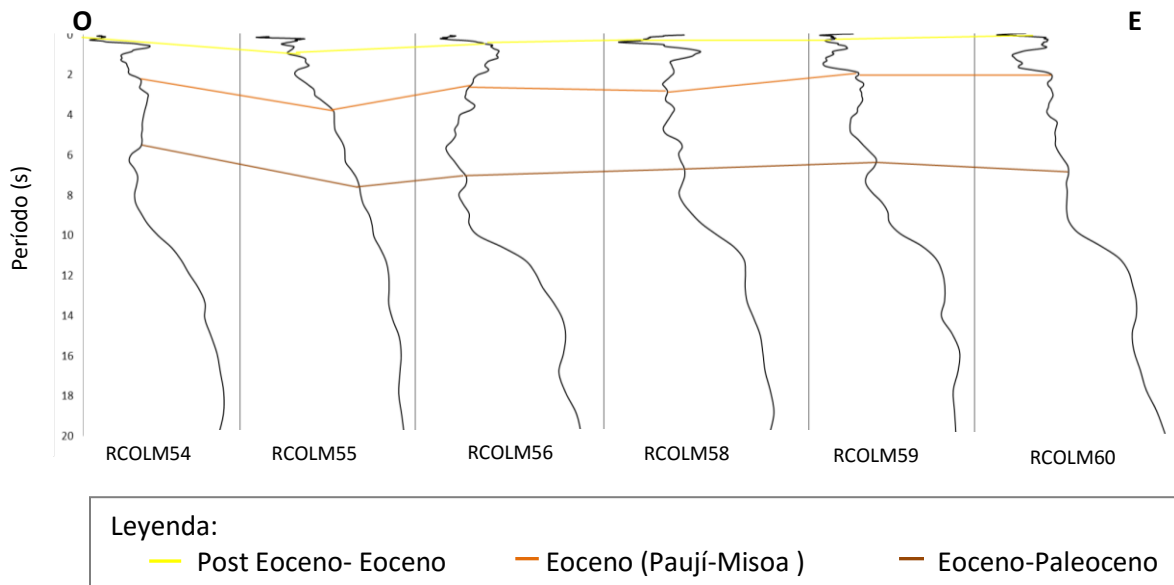 O E
Período (s)
0
2
4
6
8
10
12
14
16
18
20
RCOLM54 RCOLM55 RCOLM56 RCOLM58 RCOLM59 RCOLM60
Leyenda:
Post Eoceno- Eoceno Eoceno (Paují-Misoa ) Eoceno-Paleoceno